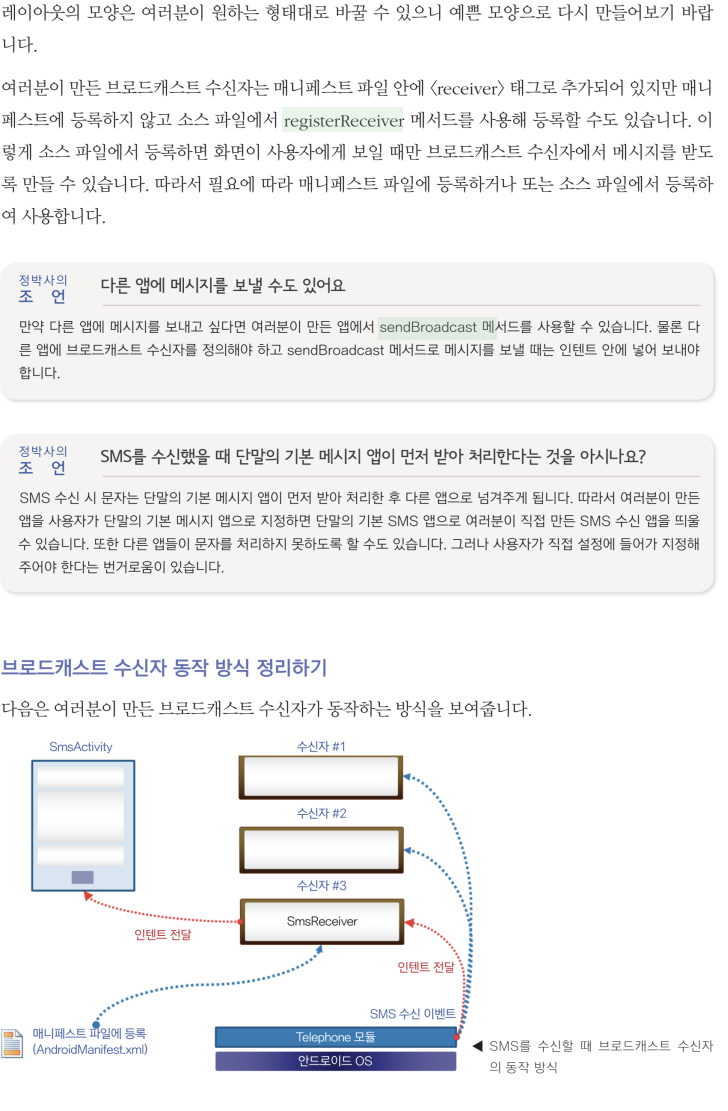 레이아웃의 모양은 여러분이 원하는 형태대로 바꿀 수 있으니 예쁜 모양으로 다시 만들어보기 바랍
니다.
여러분이 만든 브로드캐스트 수신자는 매니페스트 파일 안에 〈receiver〉 태그로 추가되어 있지만 매니
페스트에 등록하지 않고 소스 파일에서 registerReceiver 메서드를 사용해 등록할 수도 있습니다. 이
렇게 소스 파일에서 등록하면 화면이 사용자에게 보일 때만 브로드캐스트 수신자에서 메시지를 받도
록 만들 수 있습니다. 따라서 필요에 따라 매니페스트 파일에 등록하거나 또는 소스 파일에서 등록하
여 사용합니다.
정박사의
조 언
다른 앱에 메시지를 보낼 수도 있어요
만약 다른 앱에 메시지를 보내고 싶다면 여러분이 만든 앱에서 sendBroadcast 메서드를 사용할 수 있습니다. 물론 다
른 앱에 브로드캐스트 수신자를 정의해야 하고 sendBroadcast 메서드로 메시지를 보낼 때는 인텐트 안에 넣어 보내야
합니다.
정박사의
조 언
SMS를 수신했을 때 단말의 기본 메시지 앱이 먼저 받아 처리한다는 것을 아시나요?
SMS 수신 시 문자는 단말의 기본 메시지 앱이 먼저 받아 처리한 후 다른 앱으로 넘겨주게 됩니다. 따라서 여러분이 만든
앱을 사용자가 단말의 기본 메시지 앱으로 지정하면 단말의 기본 SMS 앱으로 여러분이 직접 만든 SMS 수신 앱을 띄울
수 있습니다. 또한 다른 앱들이 문자를 처리하지 못하도록 할 수도 있습니다. 그러나 사용자가 직접 설정에 들어가 지정해
주어야 한다는 번거로움이 있습니다.
브로드캐스트 수신자 동작 방식 정리하기
다음은 여러분이 만든 브로드캐스트 수신자가 동작하는 방식을 보여줍니다.
SmsActivity
수신자 #1
수신자 #2
수신자 #3
SmsReceiver
인텐트 전달
인텐트 전달
SMS 수신 이벤트
매니페스트 파일에 등록
(AndroidManifest.xml)
Telephone 모듈
안드로이드 OS
◀ SMS를 수신할 때 브로드캐스트 수신자
의 동작 방식